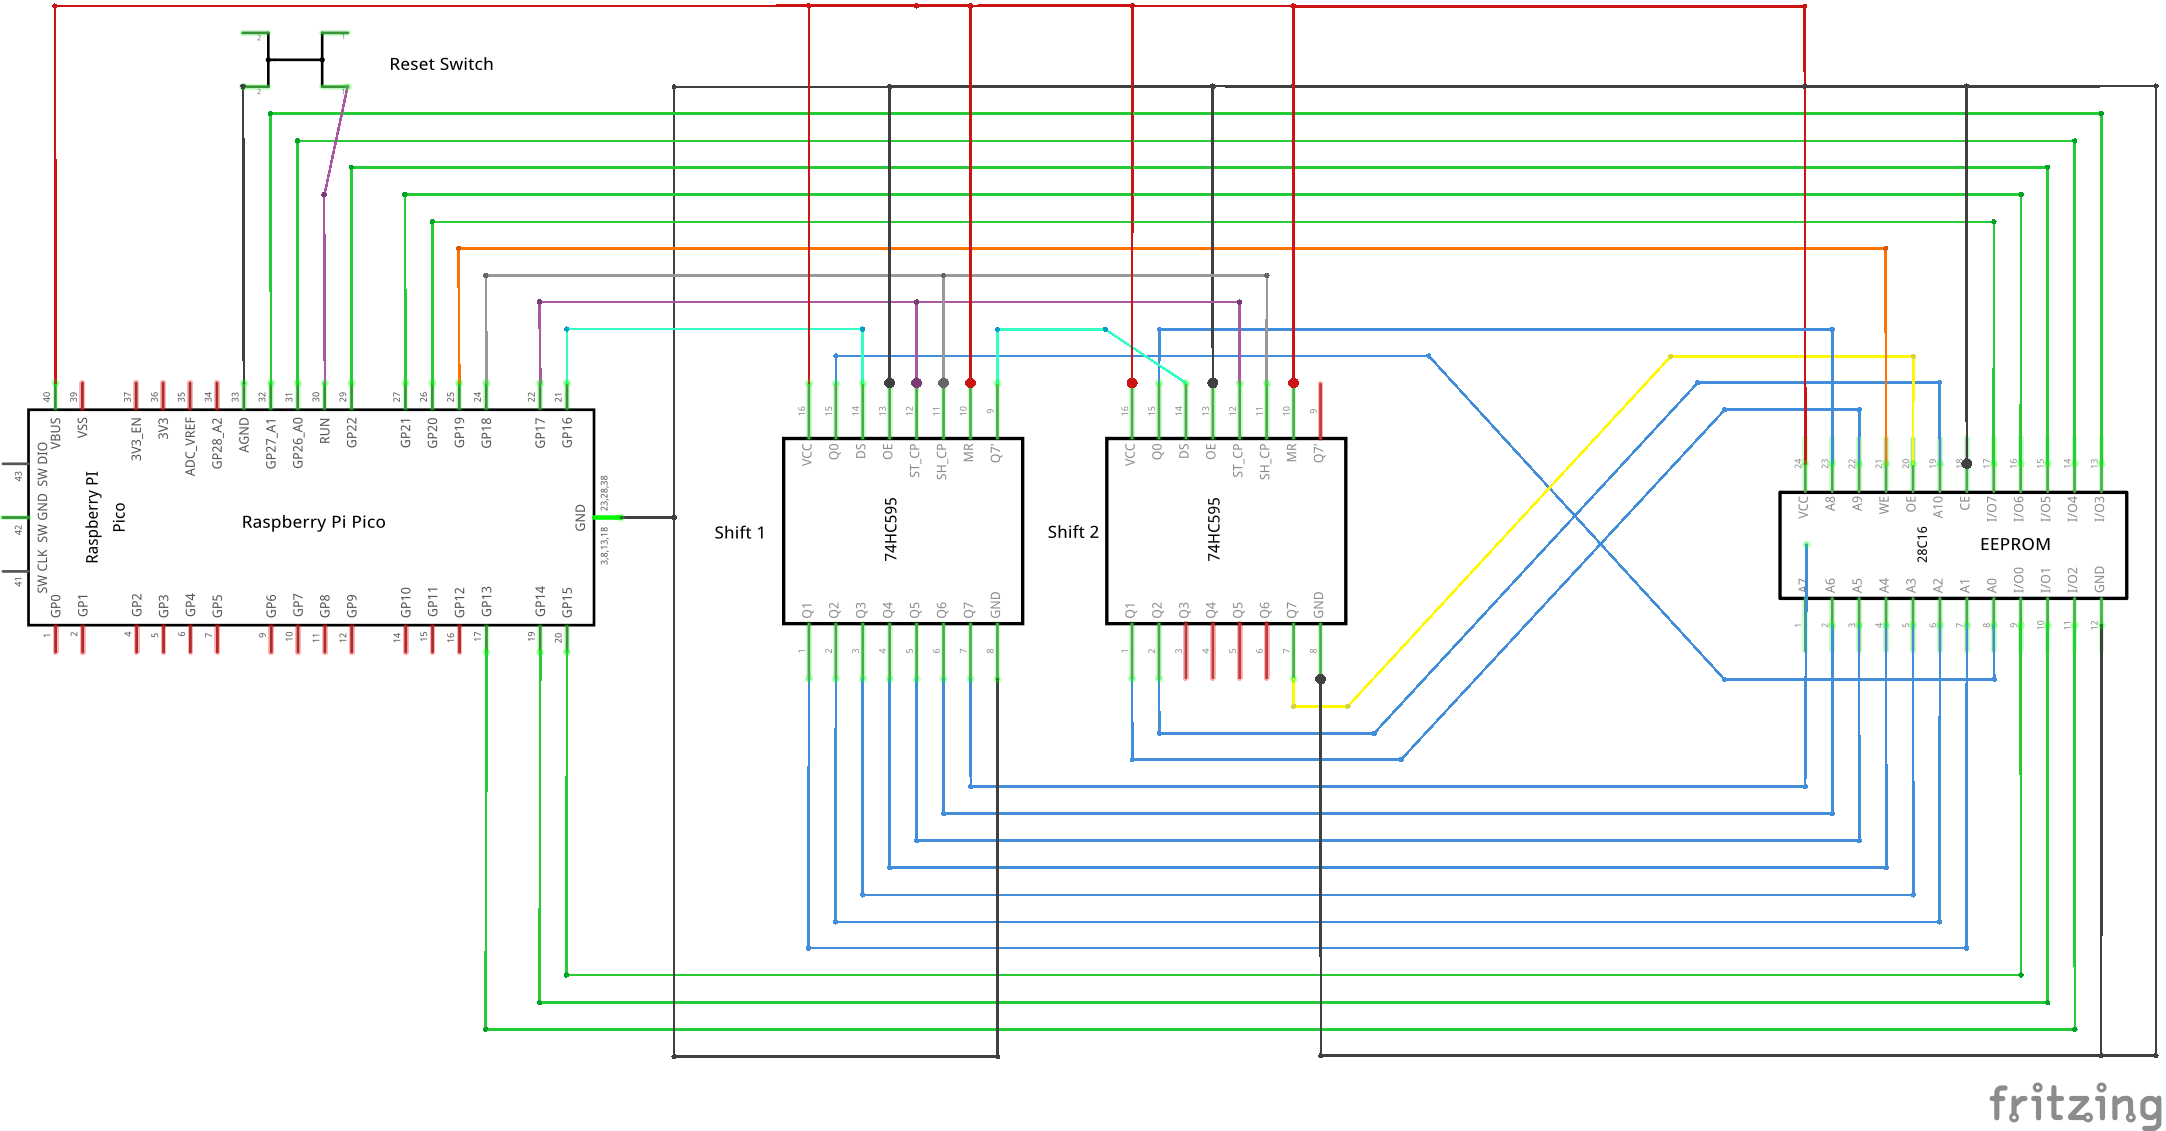 2
1
Reset Switch
2
1
40
39
37
36
35
34
33
32
31
30
29
27
26
25
24
22
21
VBUS
VSS
3V3_EN
3V3
ADC_VREF
GP28_A2
AGND
GP27_A1
GP26_A0
RUN
GP22
GP21
GP20
GP19
GP18
GP17
GP16
43
SW DIO
42
SW GND
41
SW CLK
Raspberry PI
Pico
Raspberry Pi Pico
GND
23,28,38
3,8,13,18
GP0
GP1
GP2
GP3
GP4
GP5
GP6
GP7
GP8
GP9
GP10
GP11
GP12
GP13
GP14
GP15
1
2
4
5
6
7
9
10
11
12
14
15
16
17
19
20
16
15
14
13
12
11
10
9
VCC
Q0
DS
OE
ST_CP
SH_CP
MR
Q7'
Shift 1
74HC595
Q1
Q2
Q3
Q4
Q5
Q6
Q7
GND
1
2
3
4
5
6
7
8
16
15
14
13
12
11
10
9
VCC
Q0
DS
OE
ST_CP
SH_CP
MR
Q7'
Shift 2
74HC595
Q1
Q2
Q3
Q4
Q5
Q6
Q7
GND
1
2
3
4
5
6
7
8
24
23
22
21
20
19
18
17
16
15
14
13
VCC
A8
A9
WE
OE
A10
CE
I/O7
I/O6
I/O5
I/O4
I/O3
28C16
EEPROM
A7
A6
A5
A4
A3
A2
A1
A0
I/O0
I/O1
I/O2
GND
1
2
3
4
5
6
7
8
9
10
11
12
fritzing